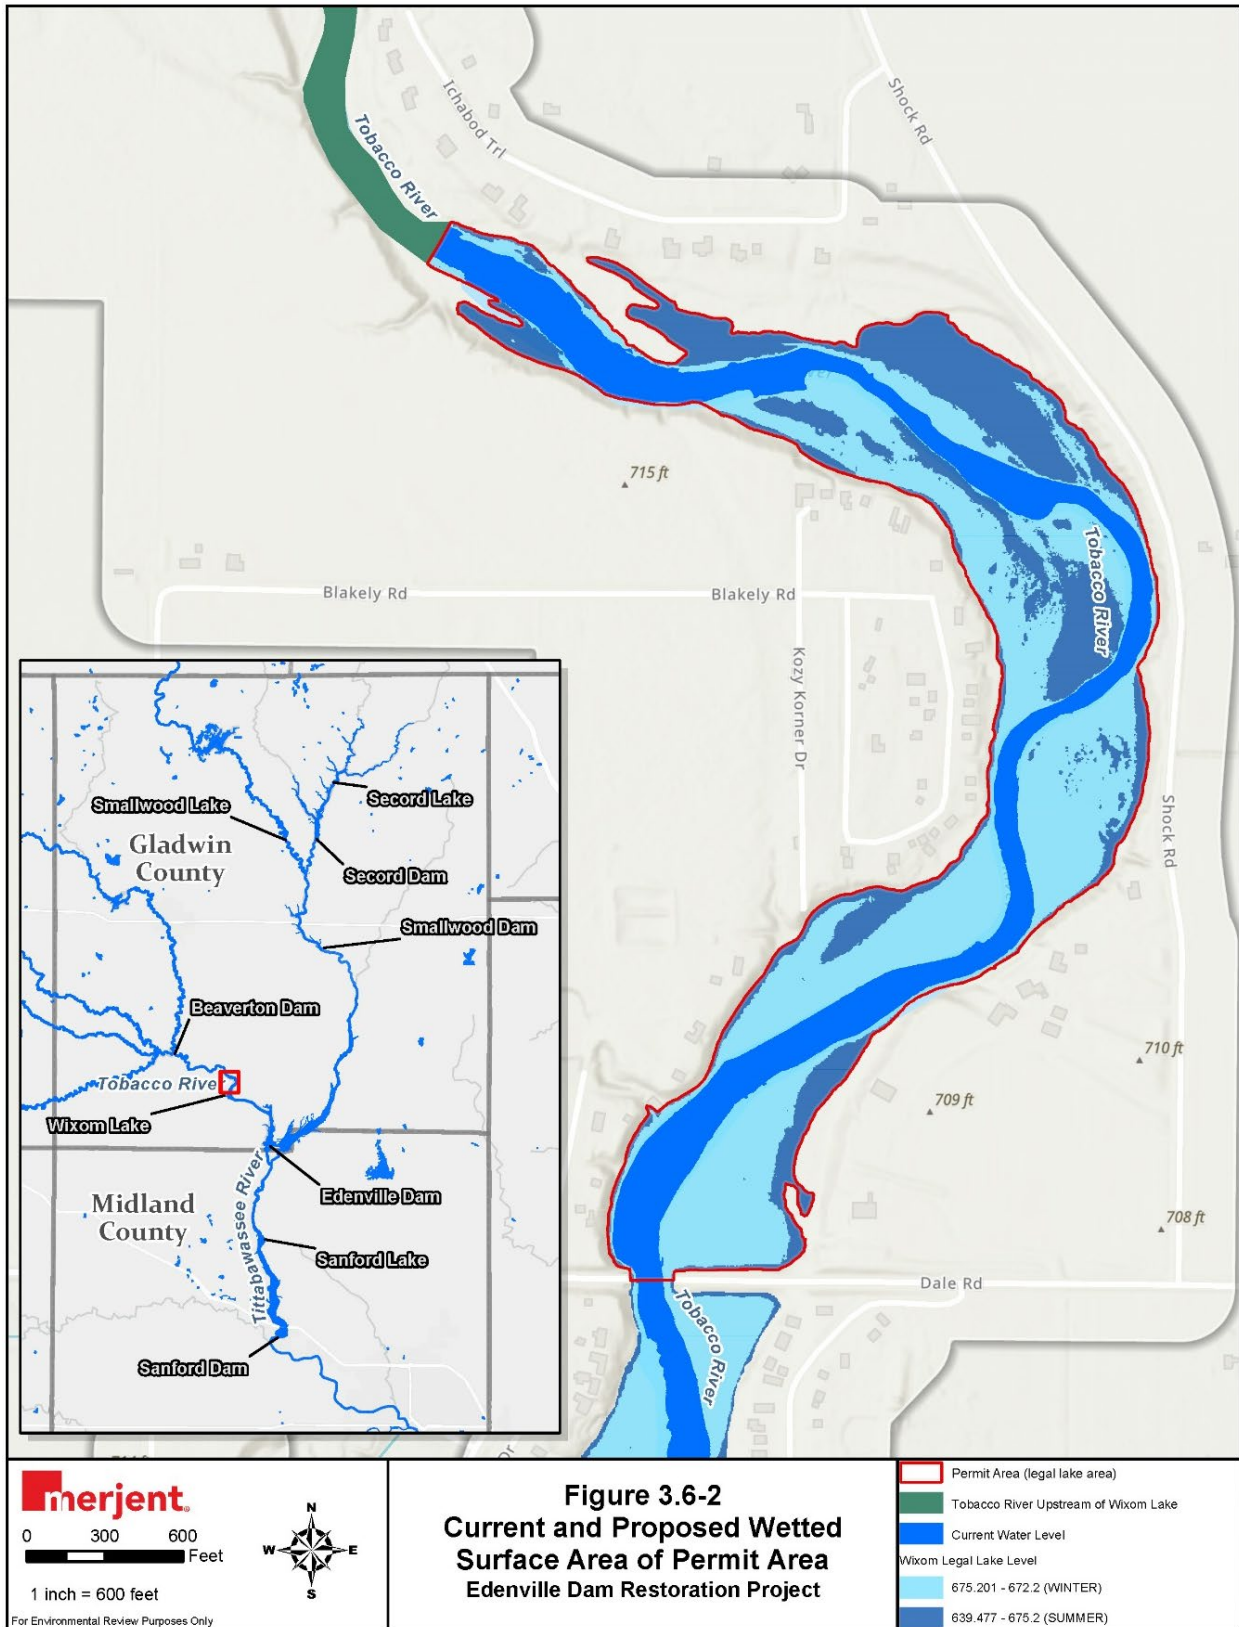 Ichabod Trl
Shock Rd
Tobacco River
715 ft
Tobacco River
Blakely Rd
Blakely Rd
Kozy Korner Dr
Shock Rd
710 ft
709 ft
708 ft
Dale Rd
Tobacco River
Smallwood Lake
Secord Lake
Gladwin
County
Secord Dam
Smallwood Dam
Beaverton Dam
Tobacco River
Wixom Lake
Edenville Dam
Midland
County
Tittabawassee River
Sanford Lake
Sanford Dam
Dr
merjent
0 300 600
Feet
1 inch = 600 feet
For Environmental Review Purposes Only
N
W E
S
Figure 3.6-2
Current and Proposed Wetted
Surface Area of Permit Area
Edenville Dam Restoration Project
Permit Area (legal lake area)
Tobacco River Upstream of Wixom Lake
Current Water Level
Wixom Legal Lake Level
675.201 - 672.2 (WINTER)
639.477 - 675.2 (SUMMER)